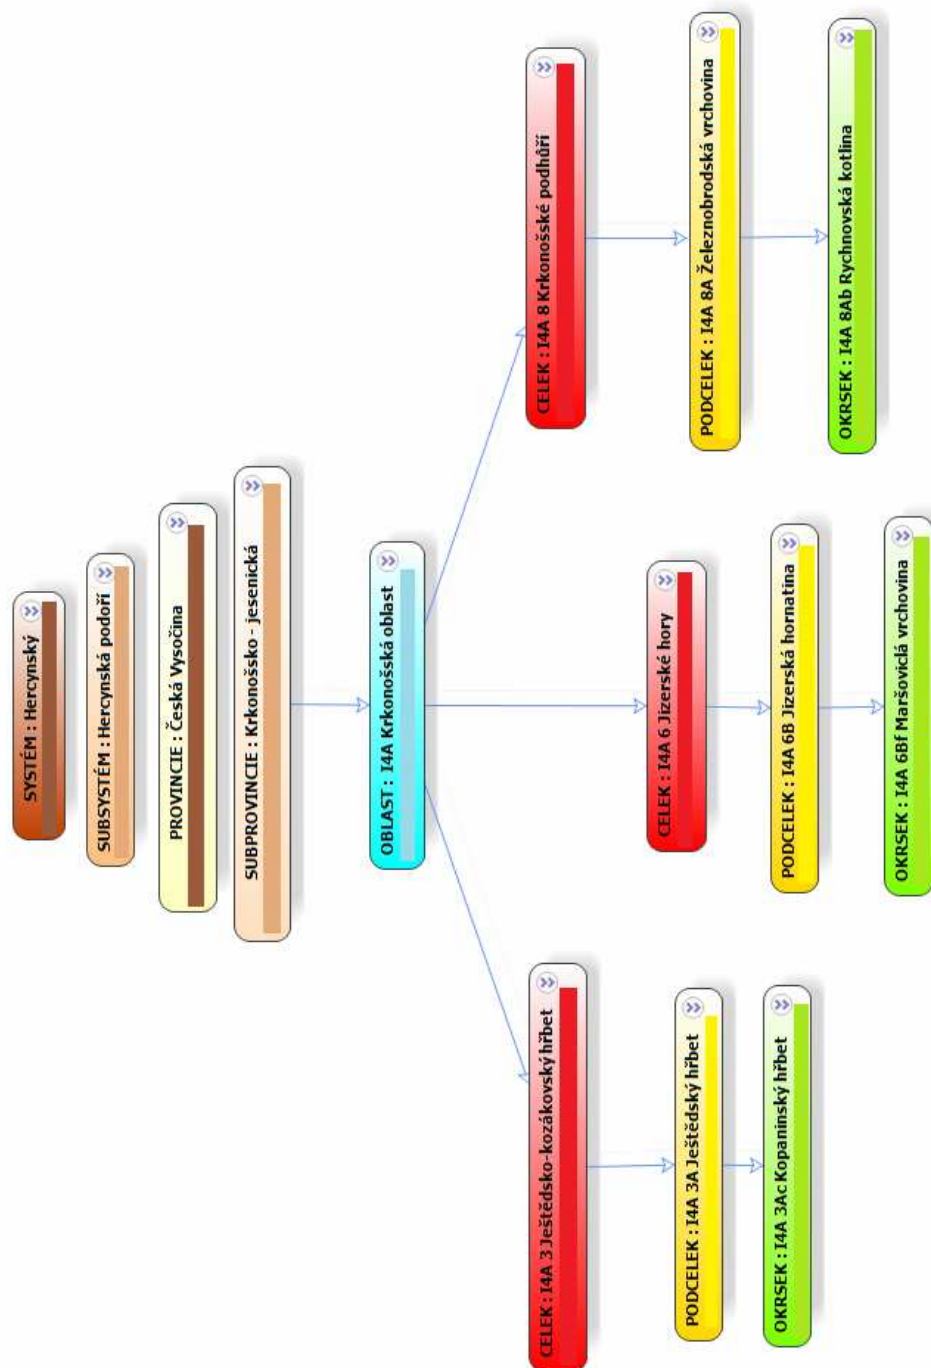 SYSTÉM : Hercynský
SUBSYSTÉM : Hercynská podoří
PROVINCIE : Česká Vysočina
SUBPROVINCIE : Krkonošsko - jesenická
OBLAST : I4A Krkonošská oblast
CELEK : I4A 3 Ještědsko-kozákovský hřbet
PODCELEK : I4A 3A Ještědský hřbet
OKRSEK : I4A 3Ac Kopaninský hřbet
CELEK : I4A 6 Jizerské hory
PODCELEK : I4A 6B Jizerská hornatina
OKRSEK : I4A 6Bf Maršoviclá vrchovina
CELEK : I4A 8 Krkonošské podhůří
PODCELEK : I4A 8A Železnobrodská vrchovina
OKRSEK : I4A 8Ab Rychnovská kotlina